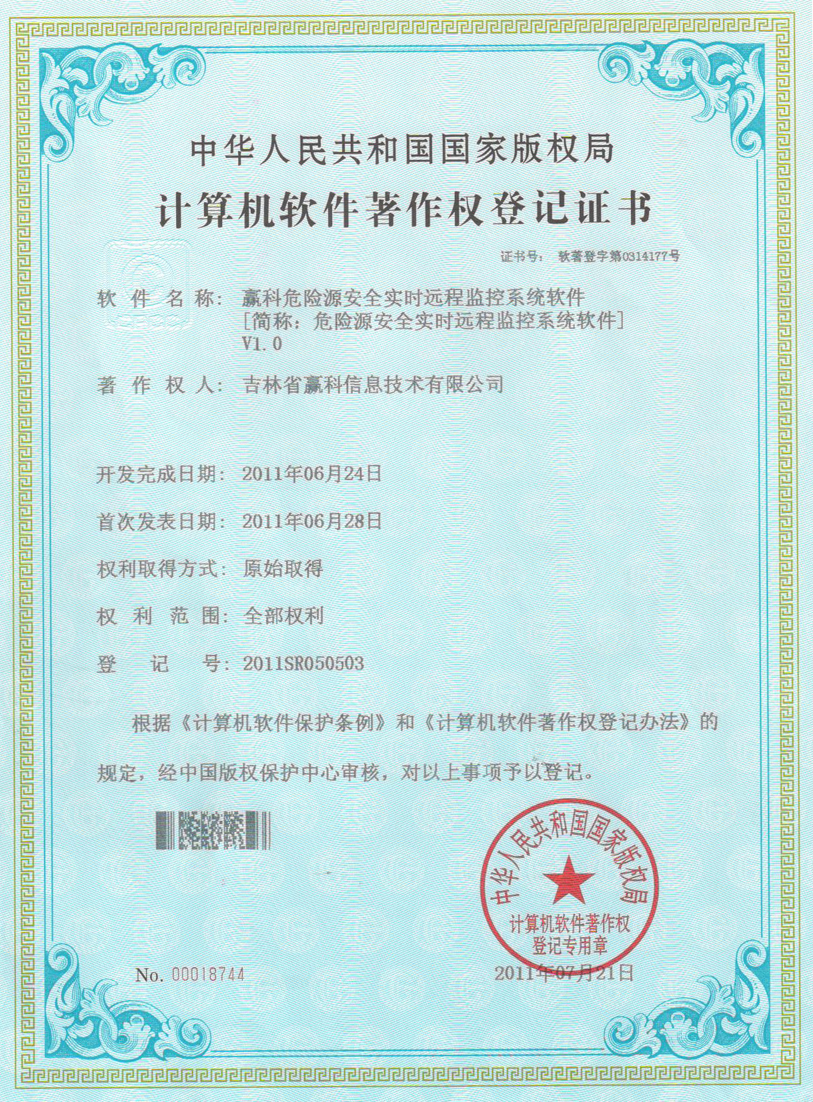 中华人民共和国国家版权局
计算机软件著作权登记证书
证书号： 软著登字第0314177号
软件名称： 赢科危险源安全实时远程监控系统软件
[简称：危险源安全实时远程监控系统软件]
V1.0
著作权人： 吉林省赢科信息技术有限公司
开发完成日期： 2011年06月24日
首次发表日期： 2011年06月28日
权利取得方式： 原始取得
权利范围： 全部权利
登记号： 2011SR050503
根据《计算机软件保护条例》和《计算机软件著作权登记办法》的
规定，经中国版权保护中心审核，对以上事项予以登记。
中华人民共和国国家版权局
计算机软件著作权
登记专用章
No. 00018744
2011年07月21日